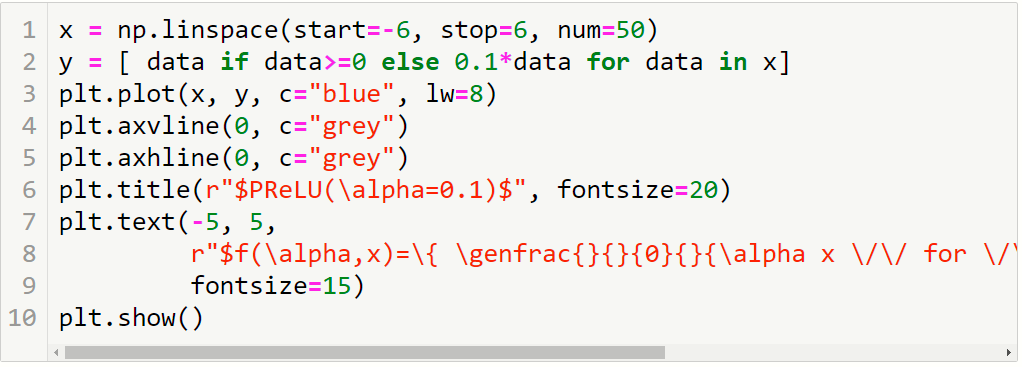 1 x = np.linspace(start=-6, stop=6, num=50)
2 y = [ data if data>=0 else 0.1*data for data in x]
3 plt.plot(x, y, c="blue", lw=8)
4 plt.axvline(0, c="grey")
5 plt.axhline(0, c="grey")
6 plt.title(r"$PReLU(\alpha=0.1)$", fontsize=20)
7 plt.text(-5, 5,
8 r"$f(\alpha,x)=\{ \genfrac{}{}{0}{}{\alpha x \/\/ for \/\
9 fontsize=15)
10 plt.show()